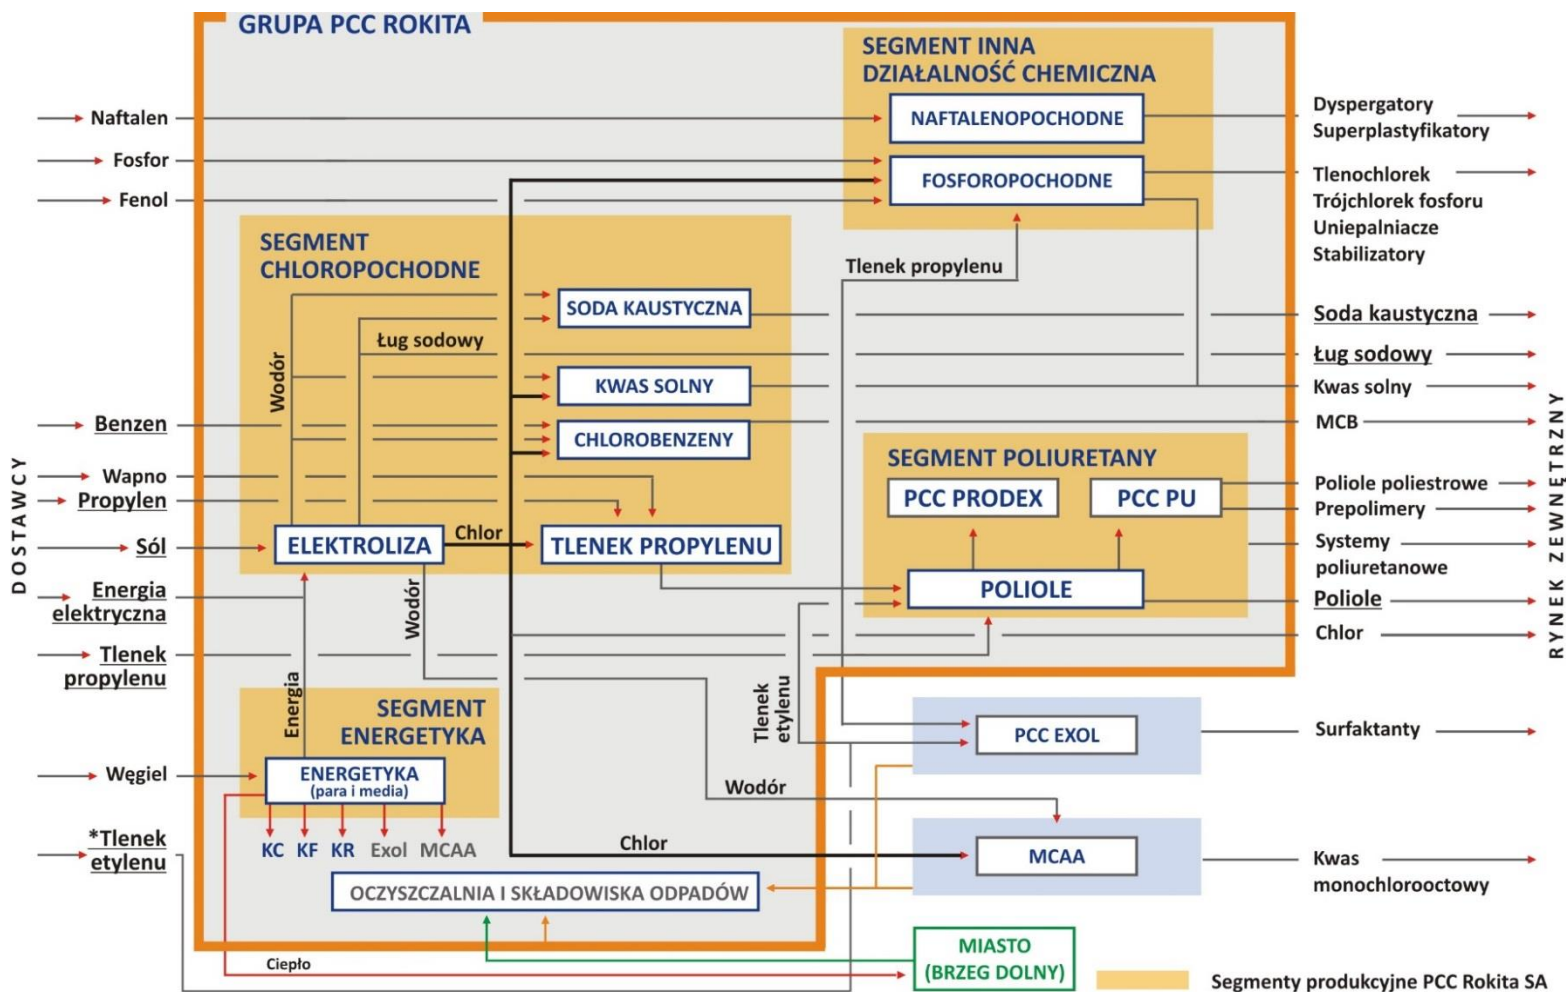 GRUPA PCC ROKITA
SEGMENT INNA
DZIAŁALNOŚĆ CHEMICZNA
NAFTALENOPOCHODNE
FOSFOROPOCHODNE
Naftalen
Fosfor
Fenol
Dyspergatory
Superplastyfikatory
Tlenochlorek
Trójchlorek fosforu
Uniepalniacze
Stabilizatory
SEGMENT
CHLOROPOCHODNE
Tlenek propylenu
SODA KAUSTYCZNA
Soda kaustyczna
Ług sodowy
Ług sodowy
Wodór
KWAS SOLNY
Kwas solny
Benzen
CHLOROBENZENY
MCB
DOSTAWCY
RYNEK ZEWNĘTRZNY
Wapno
Propylen
Sól
ELEKTROLIZA
Chlor
TLENEK PROPYLENU
SEGMENT POLIURETANY
PCC PRODEX
PCC PU
POLIOLE
Poliole poliestrowe
Prepolimery
Systemy
poliuretanowe
Poliole
Chlor
Energia
elektryczna
Wodór
Tlenek
propylenu
Energia
SEGMENT
ENERGETYKA
Tlenek
etylenu
PCC EXOL
Surfaktanty
Węgiel
ENERGETYKA
(para i media)
Wodór
*Tlenek
etylenu
KC KF KR Exol MCAA
Chlor
MCAA
Kwas
monochlorooctowy
OCZYSZCZALNIA I SKŁADOWISKA ODPADÓW
Ciepło
MIASTO
(BRZEG DOLNY)
Segmenty produkcyjne PCC Rokita SA